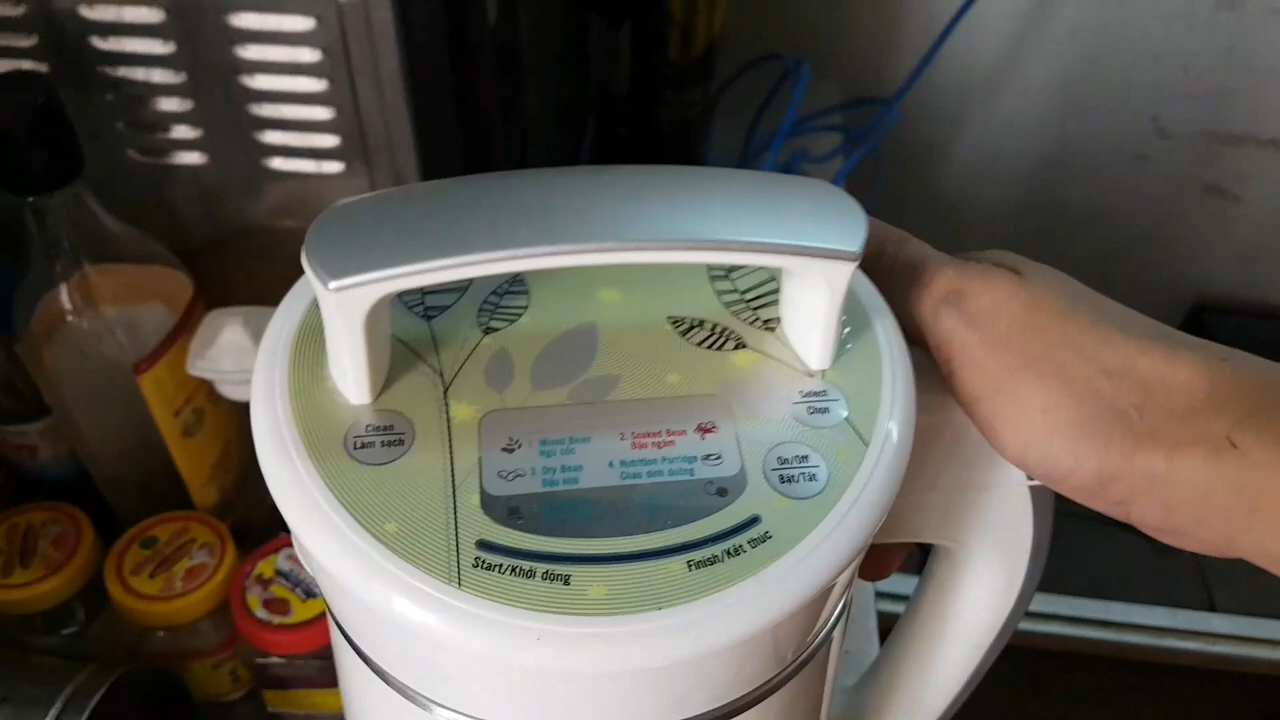 Select
Chọn
Clean
Làm sạch
1. Mixed Bean
Ngũ cốc
2. Soaked Bean
Đậu ngâm
3. Dry Bean
Đậu khô
4. Nutrition Porridge
Cháo dinh dưỡng
On/Off
Bật/Tắt
Start/Khởi động
Finish/Kết thúc